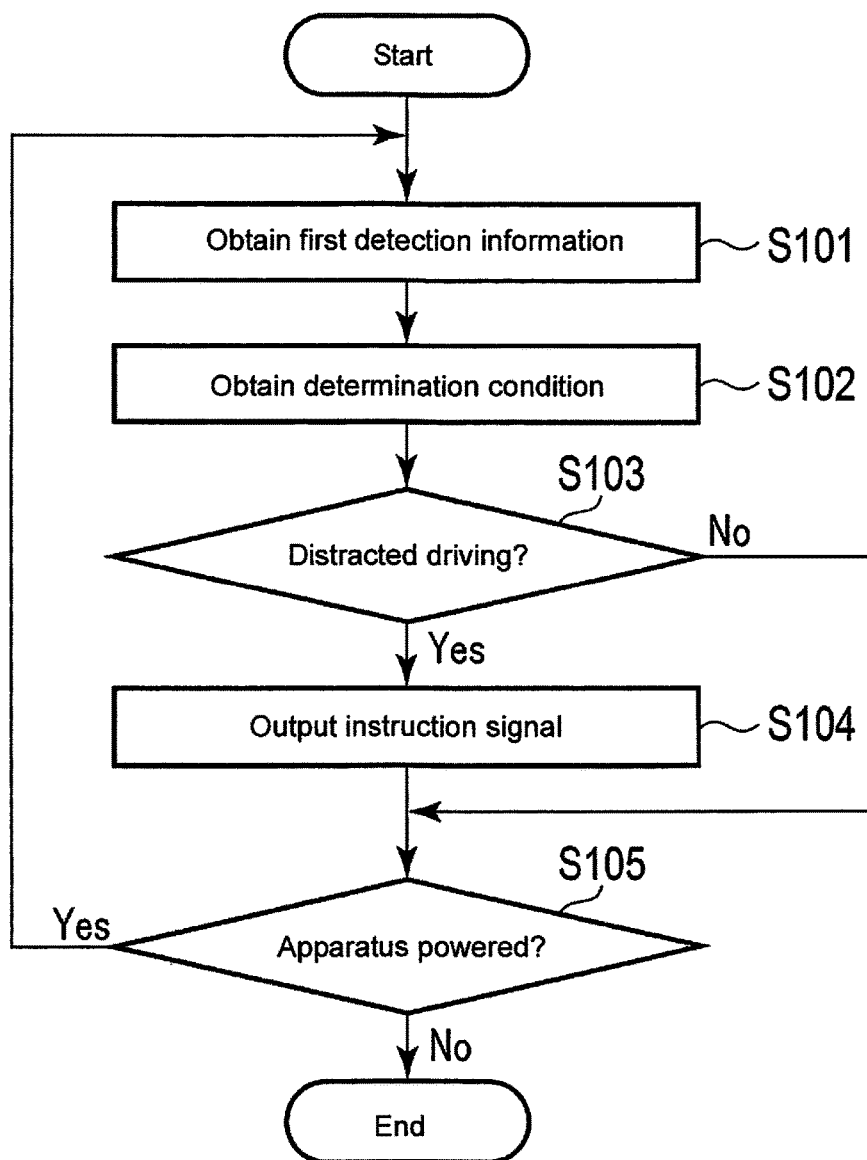 Start
Obtain first detection information
S101
Obtain determination condition
S102
S103
Distracted driving?
No
Yes
Output instruction signal
S104
S105
Yes
Apparatus powered?
No
End